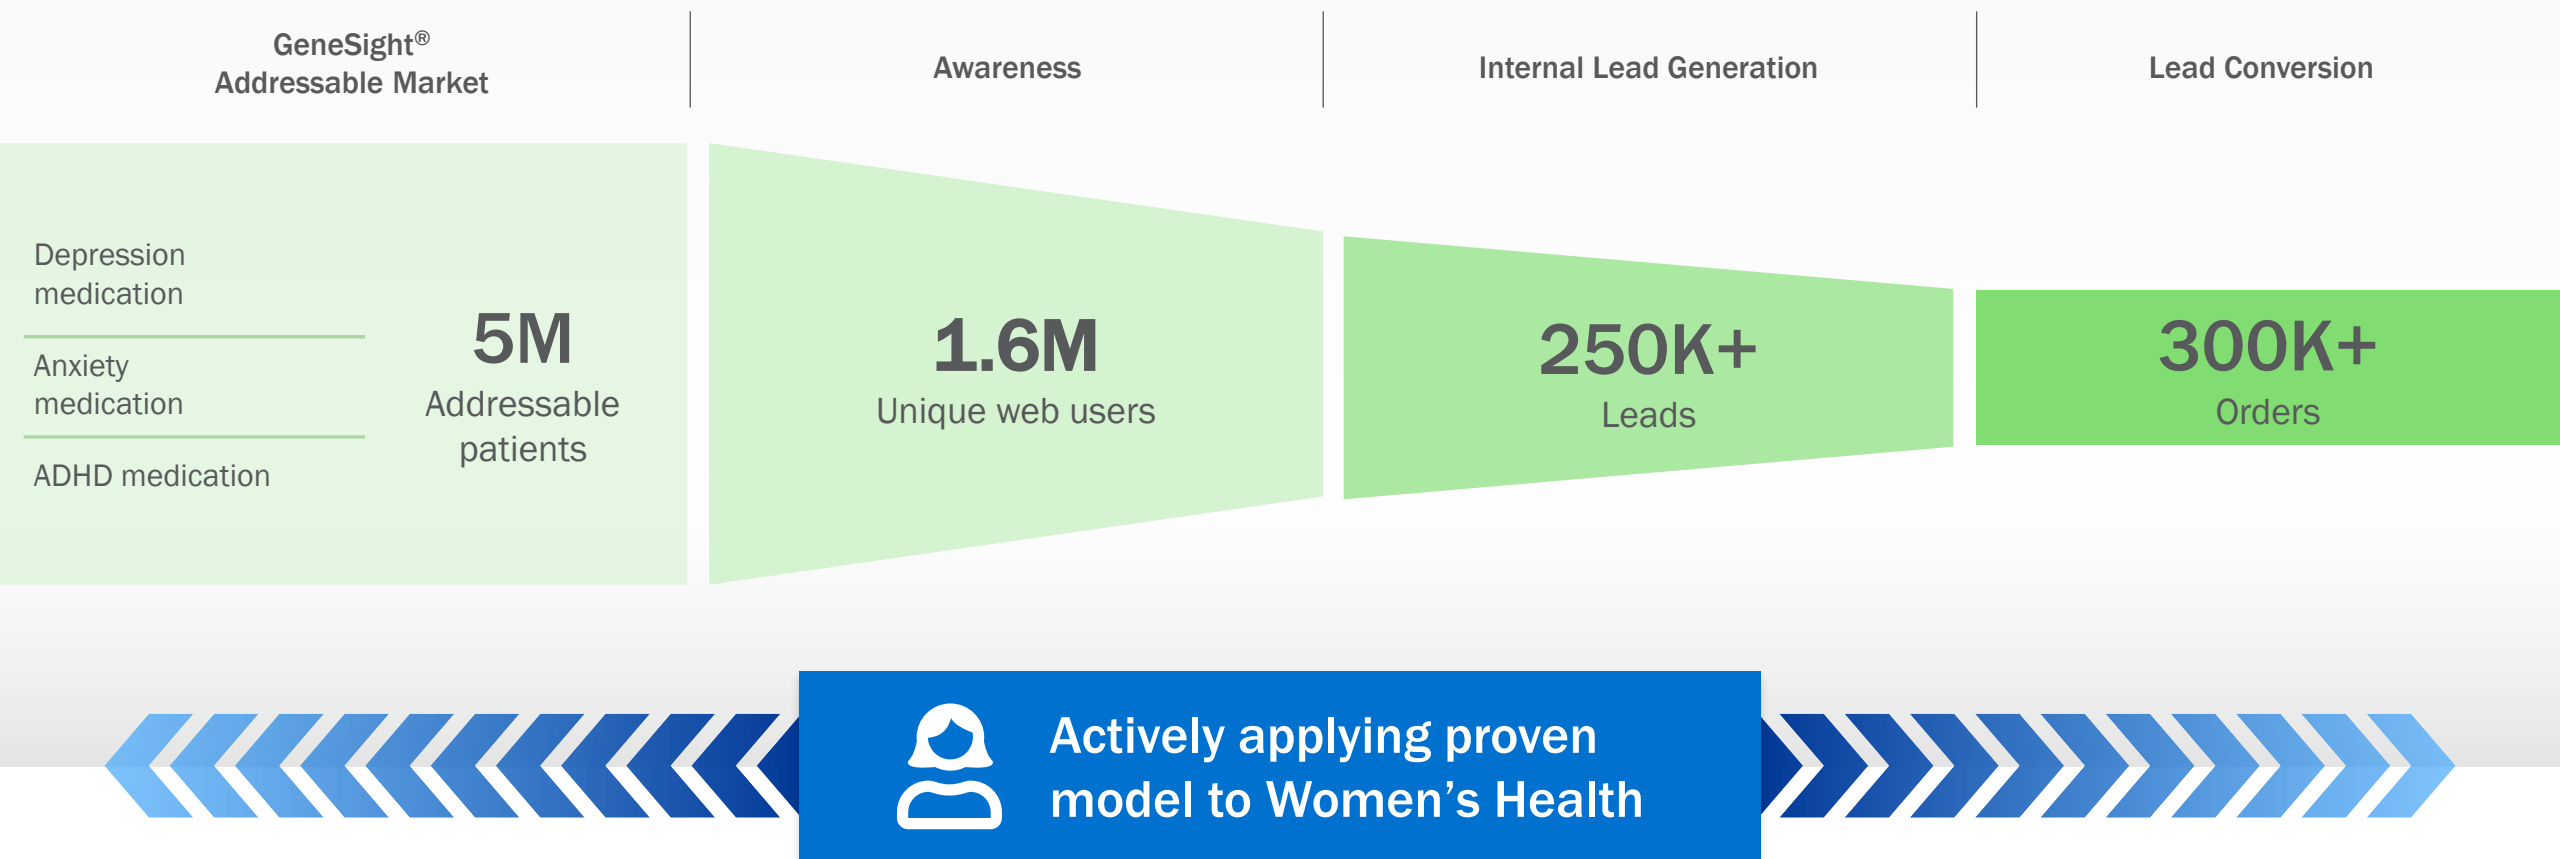 GeneSight®
Addressable Market
Awareness
Internal Lead Generation
Lead Conversion
Depression
medication
Anxiety
medication
ADHD medication
5M
Addressable
patients
1.6M
Unique web users
250K+
Leads
300K+
Orders
Actively applying proven
model to Women’s Health